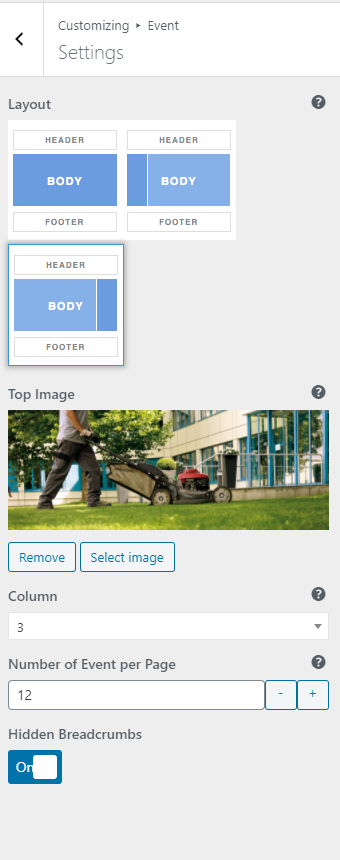 Customizing ▸ Event
Settings
Layout
HEADER
BODY
FOOTER
HEADER
BODY
FOOTER
HEADER
BODY
FOOTER
Top Image
Remove
Select image
Column
3
Number of Event per Page
12
-
+
Hidden Breadcrumbs
On